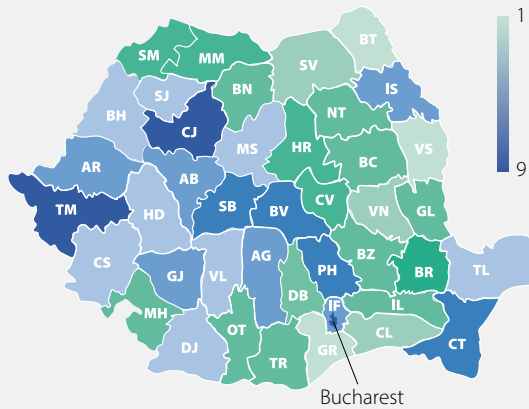 1
BT
SM
MM
SV
BN
SJ
IS
BH
NT
CJ
MS
HR
BC
VS
AR
AB
TM
HD
SB
BV
CV
VN
GL
CS
GJ
VL
AG
PH
BZ
BR
TL
DB
IF
IL
MH
OT
TR
GR
CL
CT
DJ
9
Bucharest